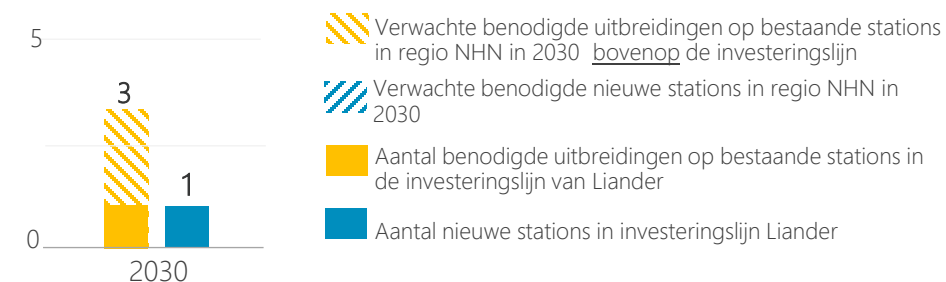 5
3
1
0
2030
Verwachte benodigde uitbreidingen op bestaande stations
in regio NHN in 2030 bovenop de investeringslijn
Verwachte benodigde nieuwe stations in regio NHN in
2030
Aantal benodigde uitbreidingen op bestaande stations in
de investeringslijn van Liander
Aantal nieuwe stations in investeringslijn Liander